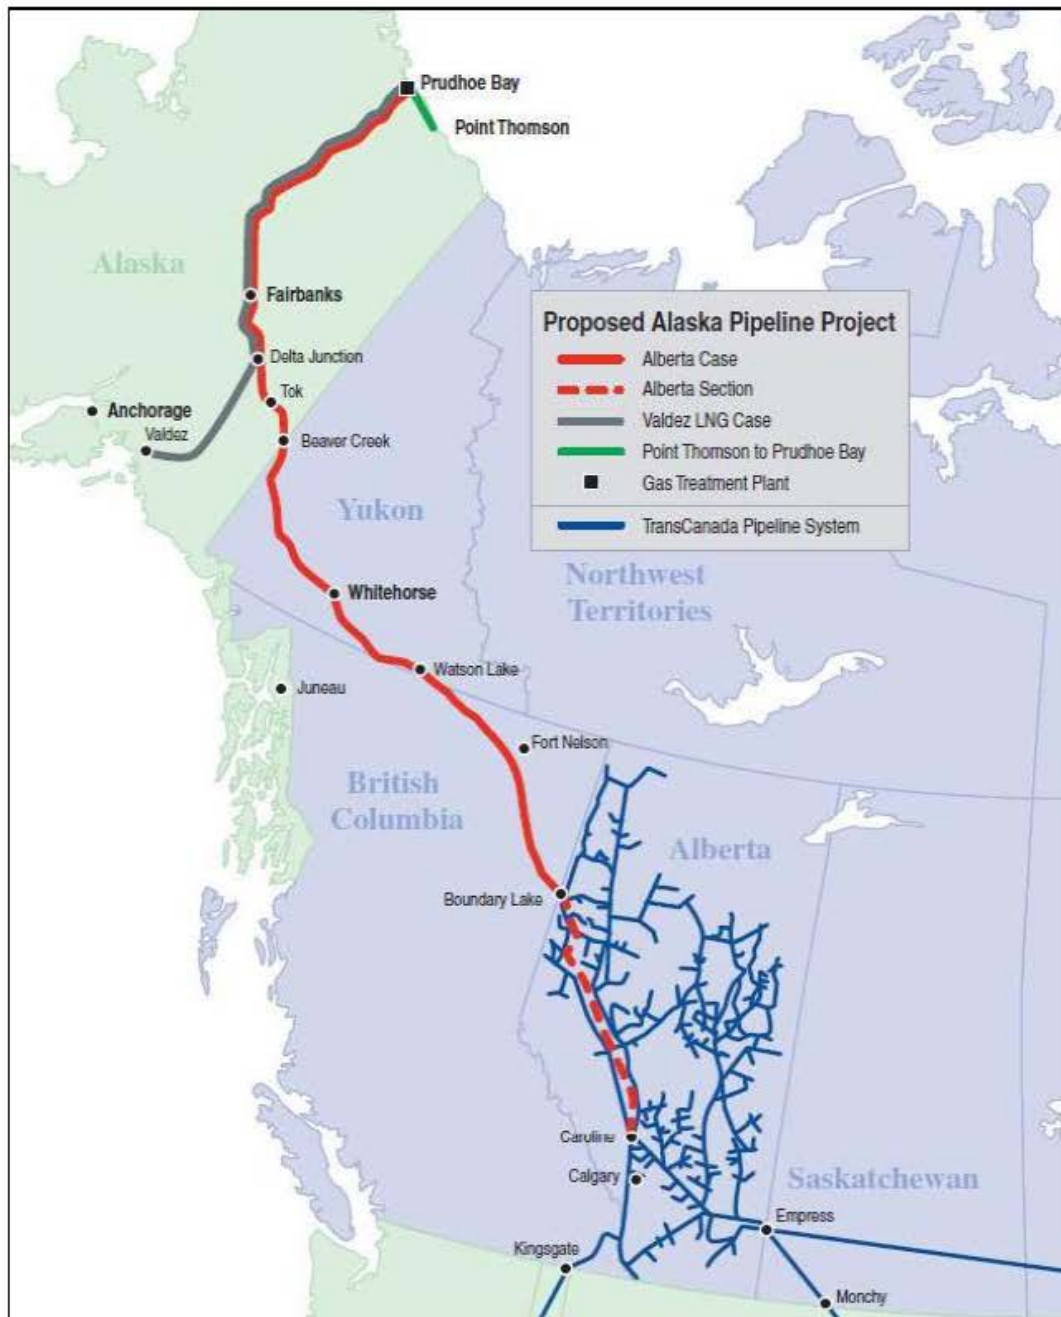 Prudhoe Bay
Point Thomson
Alaska
Fairbanks
Delta Junction
Tok
Anchorage
Valdez
Beaver Creek
Yukon
Whitehorse
Northwest
Territories
Watson Lake
Juneau
Fort Nelson
British
Columbia
Alberta
Boundary Lake
Caroline
Calgary
Saskatchewan
Empress
Kingsgate
Monchy
Proposed Alaska Pipeline Project
Alberta Case
Alberta Section
Valdez LNG Case
Point Thomson to Prudhoe Bay
Gas Treatment Plant
TransCanada Pipeline System